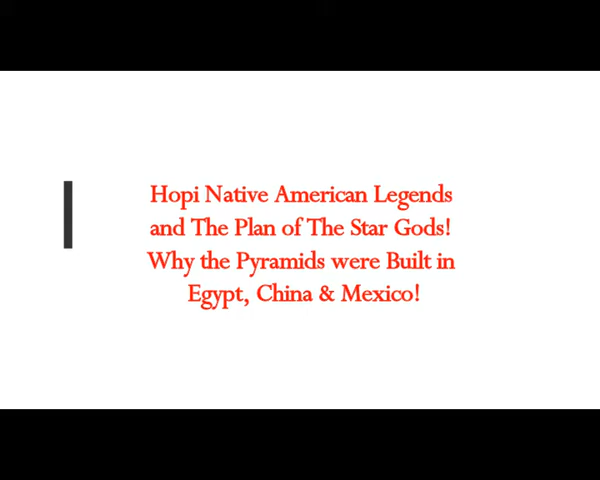 Hopi Native American Legends
and The Plan of The Star Gods!
Why the Pyramids were Built in
Egypt, China & Mexico!